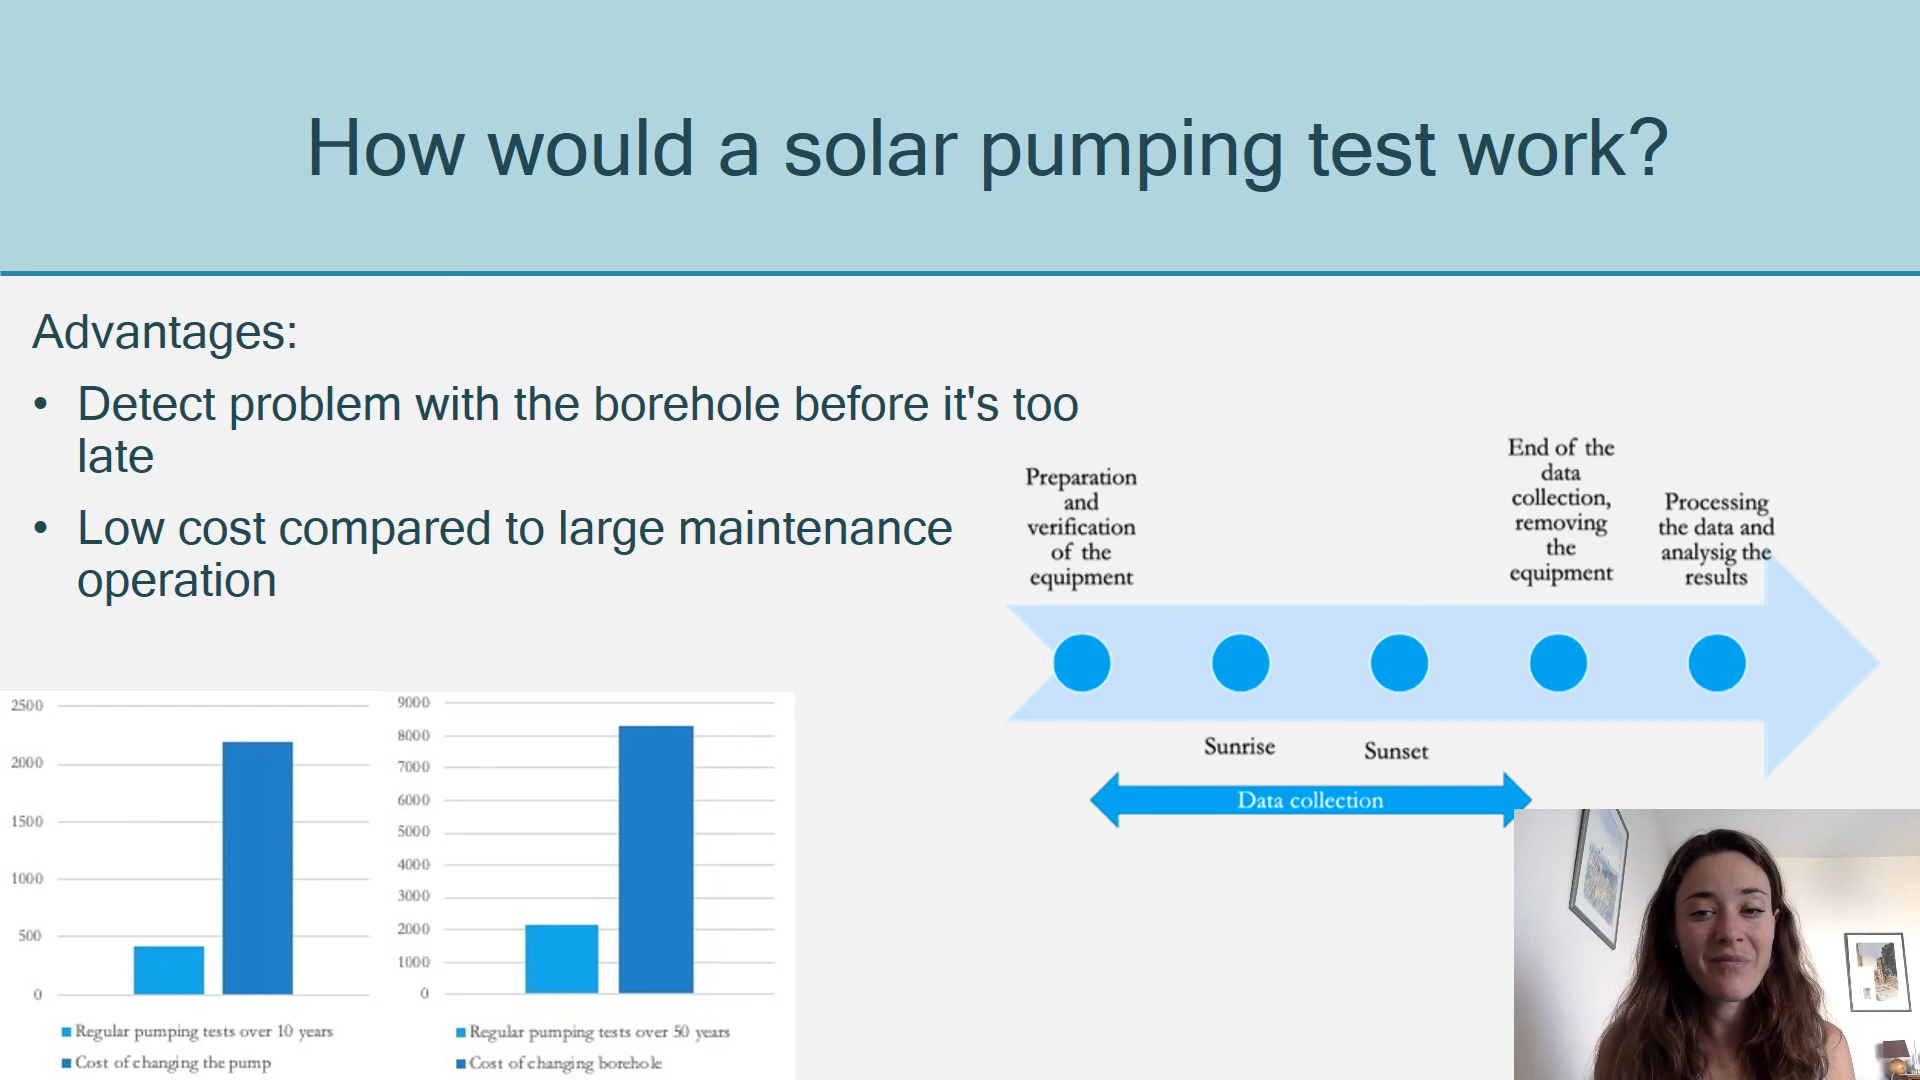 How would a solar pumping test work?
Advantages:
• Detect problem with the borehole before it's too
late
• Low cost compared to large maintenance
operation
Preparation
and
verification
of the
equipment
End of the
data
collection,
removing
the
equipment
Processing
the data and
analysig the
results
Sunrise
Sunset
Data collection
2500
2000
1500
1000
500
0
Regular pumping tests over 10 years
Cost of changing the pump
9000
8000
7000
6000
5000
4000
3000
2000
1000
0
Regular pumping tests over 50 years
Cost of changing borehole